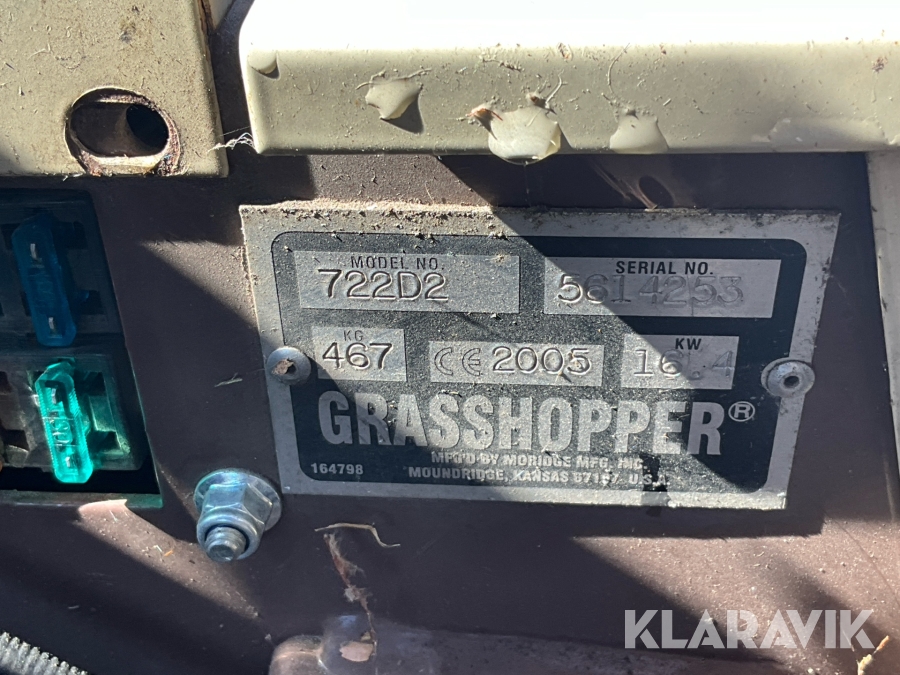 MODEL NO.
722D2
SERIAL NO.
5614253
KG
467
CE 2005
KW
16.4
GRASSHOPPER®
MFD BY MORIDGE MFG. INC.
164798
MOUNDRIDGE, KANSAS 67107 U.S.A.
KLARAVIK